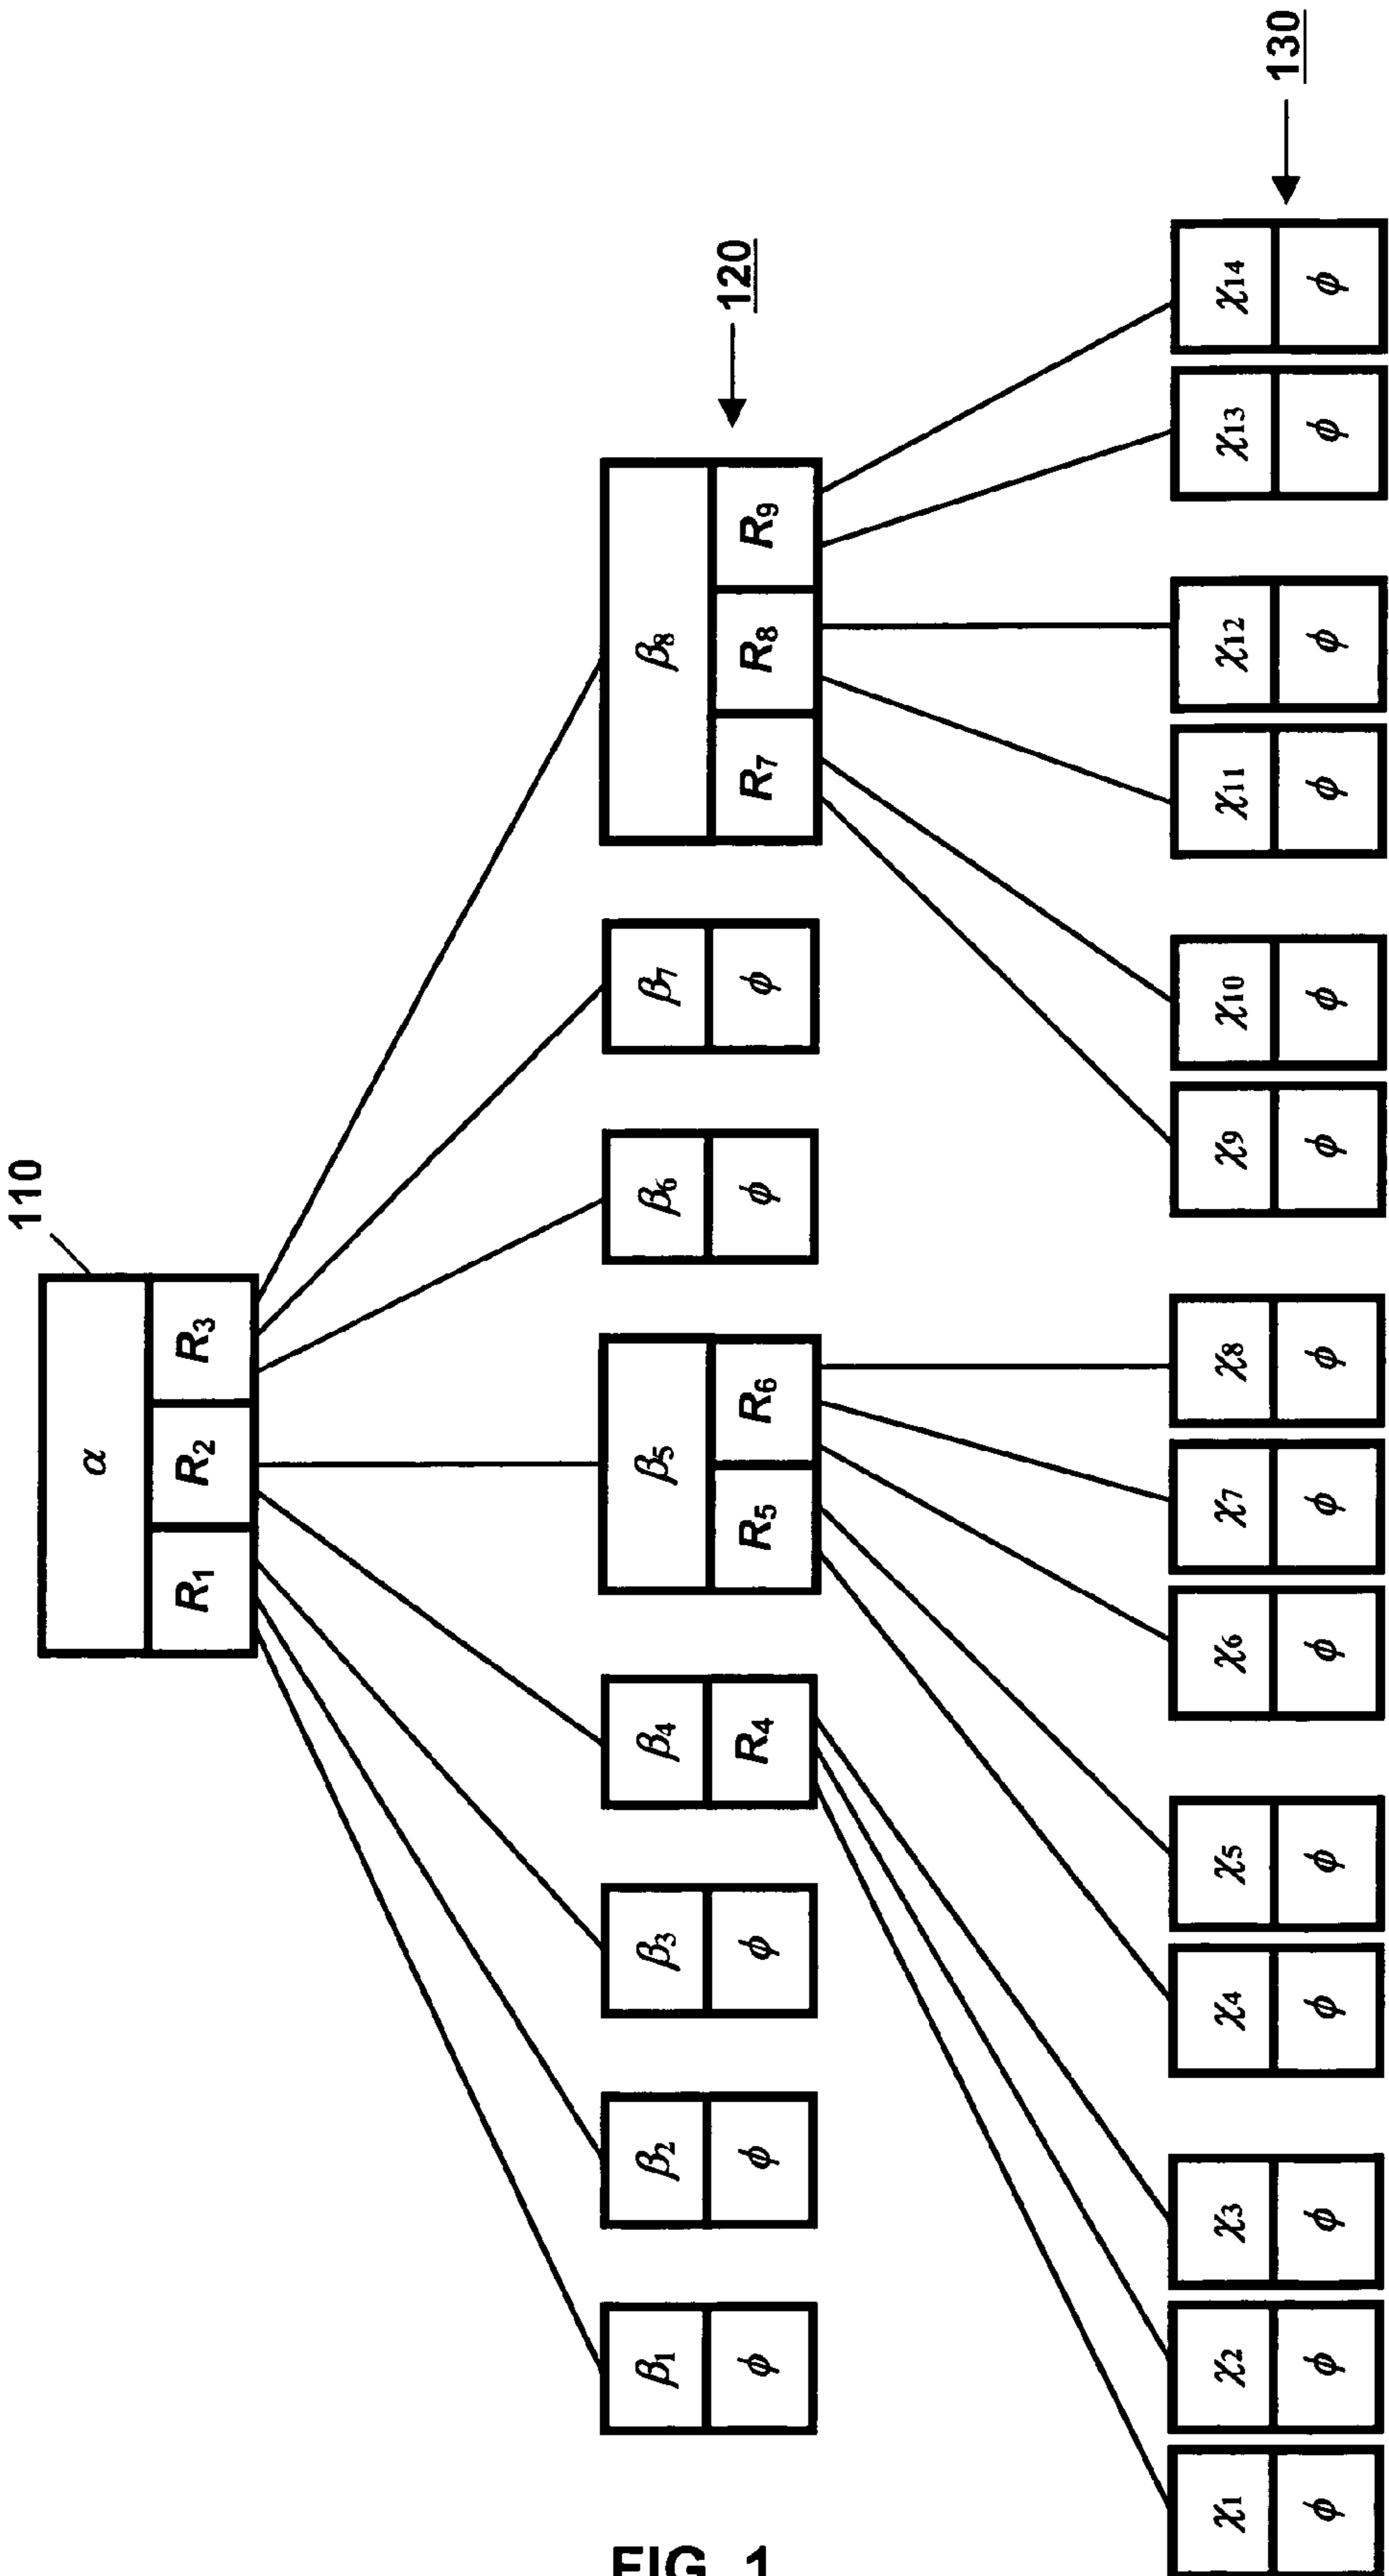 110
α
R1 R2 R3
120
β1 β2 β3 β4 β5 β6 β7 β8
ϕ ϕ ϕ R4 R5 R6 ϕ ϕ R7 R8 R9
130
χ1 χ2 χ3 χ4 χ5 χ6 χ7 χ8 χ9 χ10 χ11 χ12 χ13 χ14
ϕ ϕ ϕ ϕ ϕ ϕ ϕ ϕ ϕ ϕ ϕ ϕ ϕ ϕ
FIG. 1